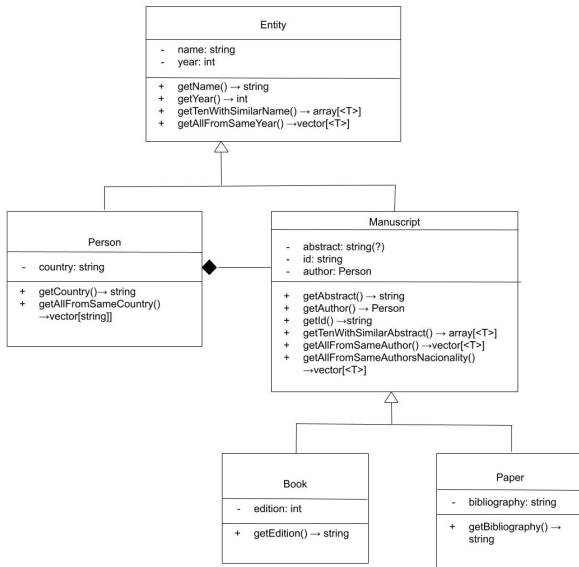 Entity
- name: string
- year: int
+ getName() → string
+ getYear() → int
+ getTenWithSimilarName() → array[<T>]
+ getAllFromSameYear() →vector[<T>]
Person
- country: string
+ getCountry()→ string
+ getAllFromSameCountry()
→vector[string]]
Manuscript
- abstract: string(?)
- id: string
- author: Person
+ getAbstract() → string
+ getAuthor() → Person
+ getId() →string
+ getTenWithSimilarAbstract() → array[<T>]
+ getAllFromSameAuthor() →vector[<T>]
+ getAllFromSameAuthorsNacionality()
→vector[<T>]
Book
- edition: int
+ getEdition() → string
Paper
- bibliography: string
+ getBibliography() →
string